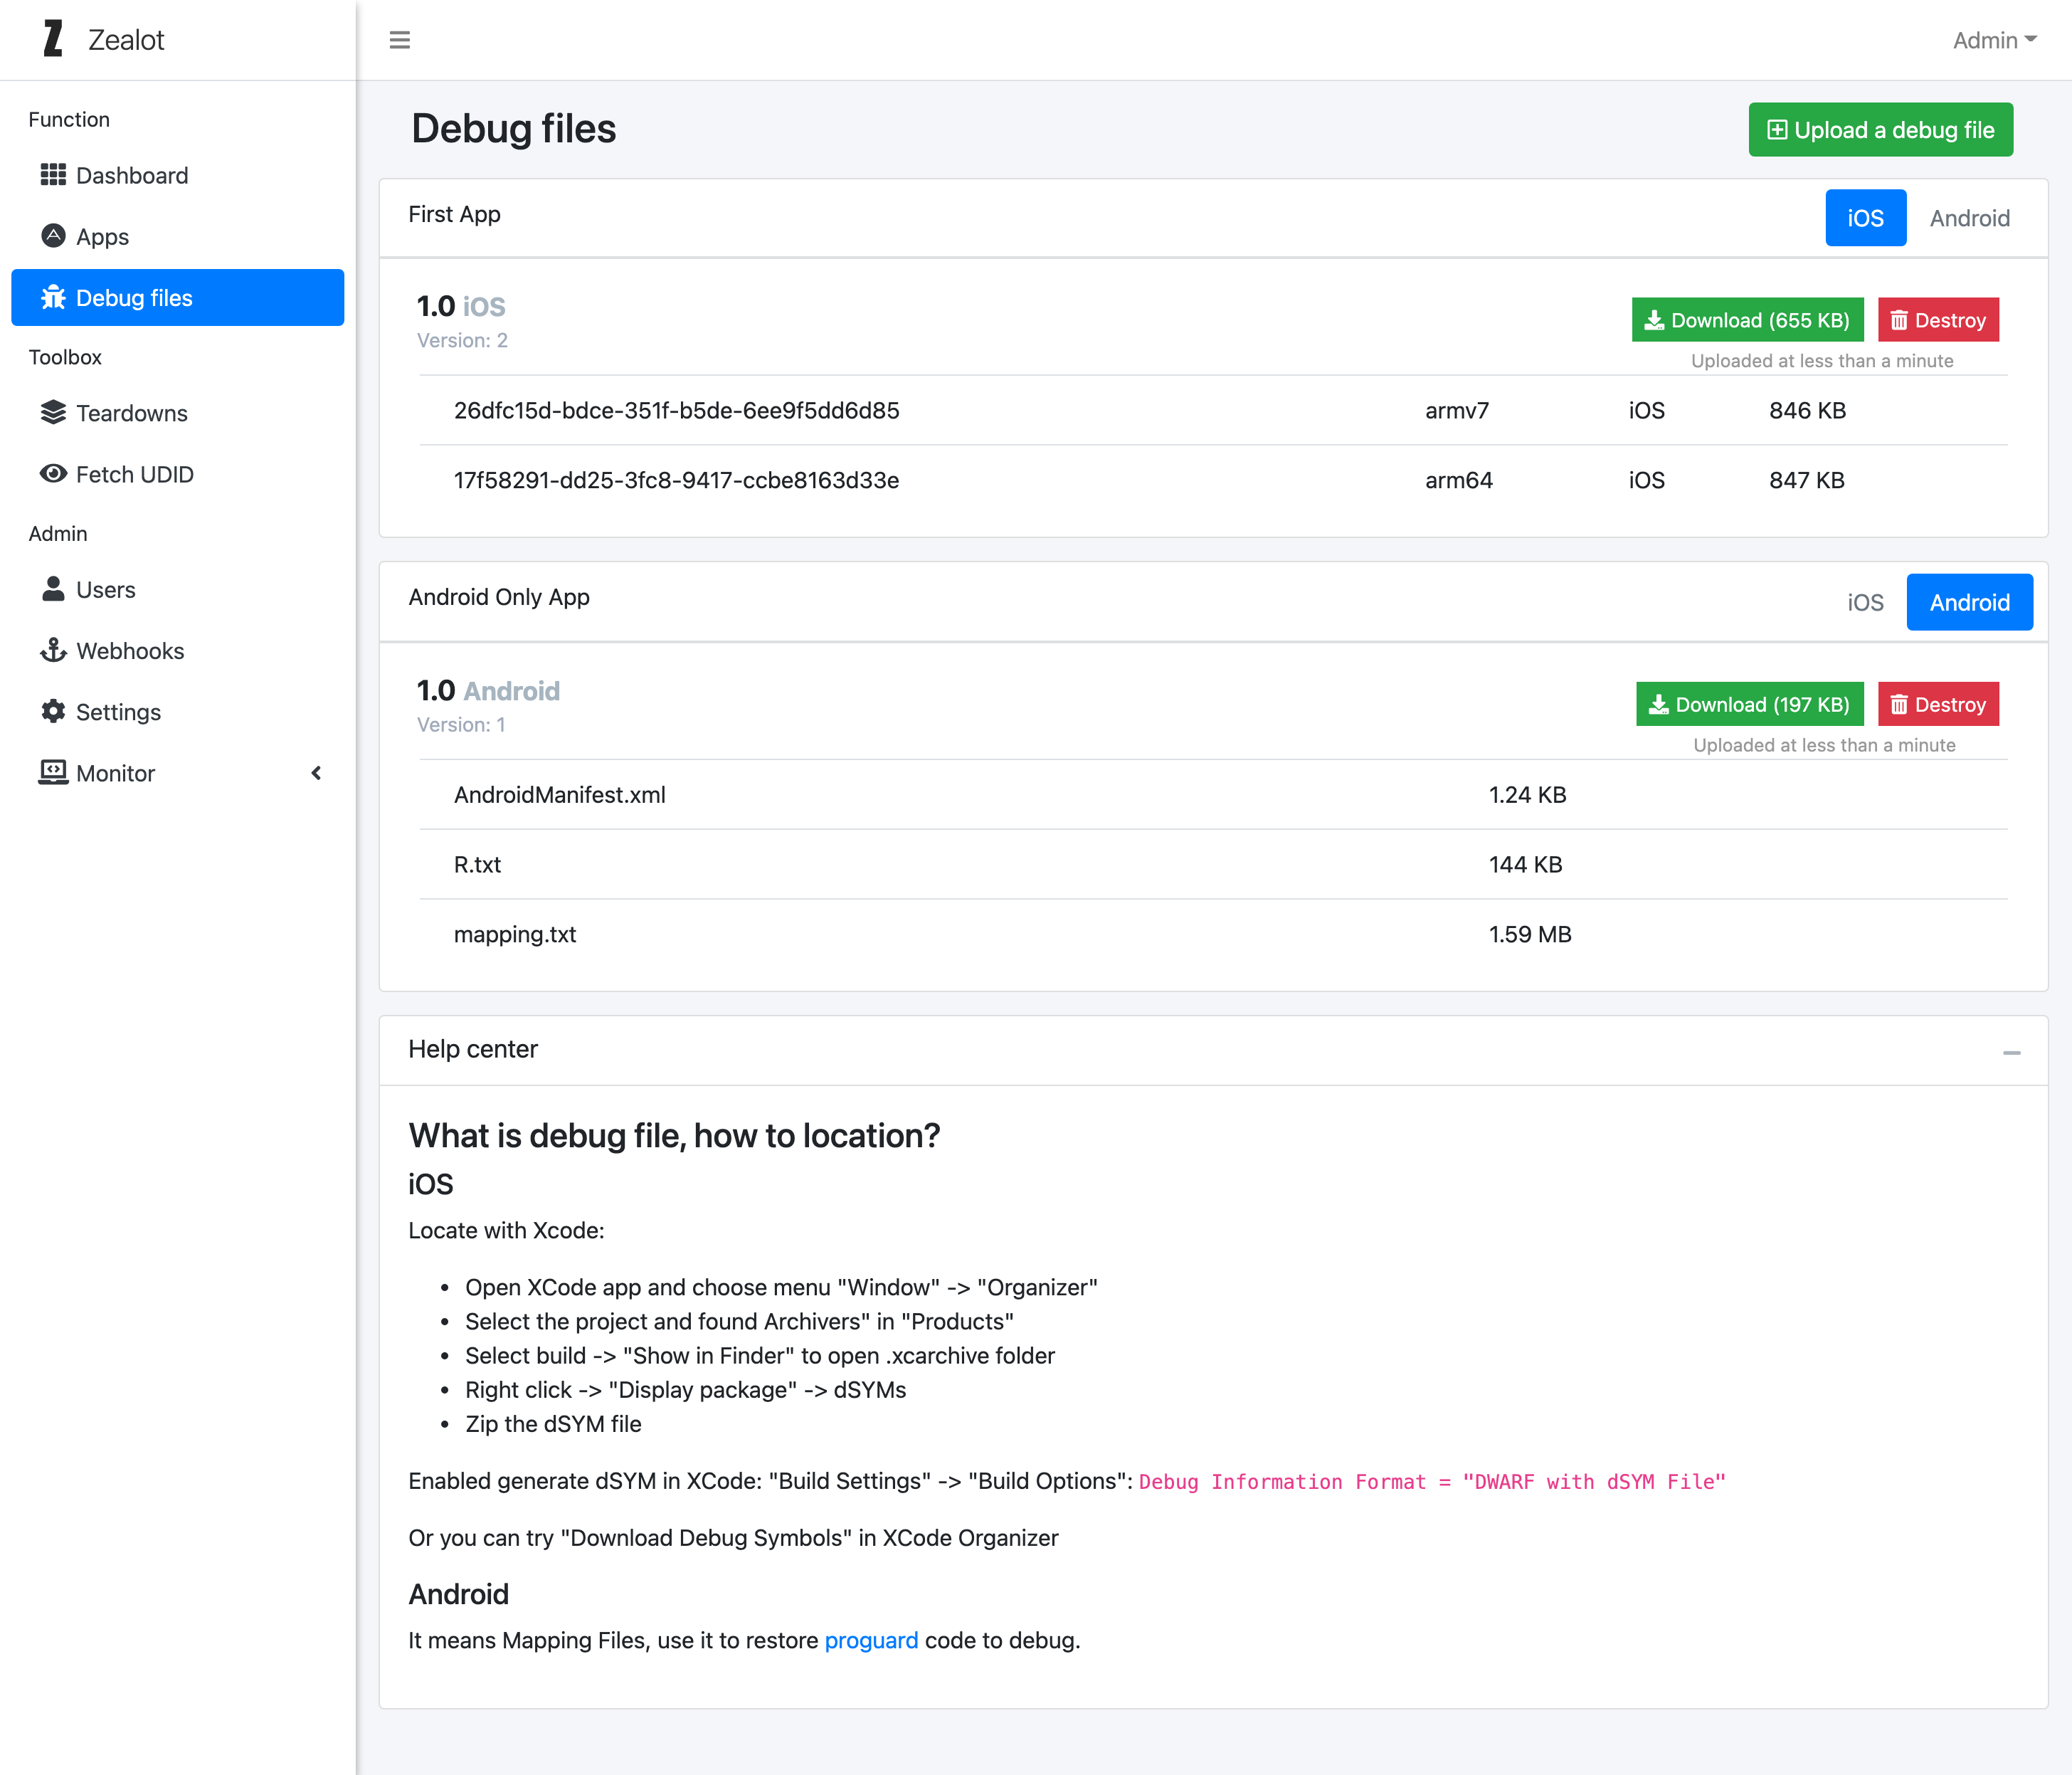 Zealot
Admin
Function
Dashboard
Apps
Debug files
Toolbox
Teardowns
Fetch UDID
Admin
Users
Webhooks
Settings
Monitor
Debug files
Upload a debug file
First App
iOS Android
1.0 iOS
Version: 2
Download (655 KB) Destroy
Uploaded at less than a minute
26dfc15d-bdce-351f-b5de-6ee9f5dd6d85 armv7 iOS 846 KB
17f58291-dd25-3fc8-9417-ccbe8163d33e arm64 iOS 847 KB
Android Only App
iOS Android
1.0 Android
Version: 1
Download (197 KB) Destroy
Uploaded at less than a minute
AndroidManifest.xml 1.24 KB
R.txt 144 KB
mapping.txt 1.59 MB
Help center
What is debug file, how to location?
iOS
Locate with Xcode:
• Open XCode app and choose menu "Window" -> "Organizer"
• Select the project and found Archivers" in "Products"
• Select build -> "Show in Finder" to open .xcarchive folder
• Right click -> "Display package" -> dSYMs
• Zip the dSYM file
Enabled generate dSYM in XCode: "Build Settings" -> "Build Options": Debug Information Format = "DWARF with dSYM File"
Or you can try "Download Debug Symbols" in XCode Organizer
Android
It means Mapping Files, use it to restore proguard code to debug.